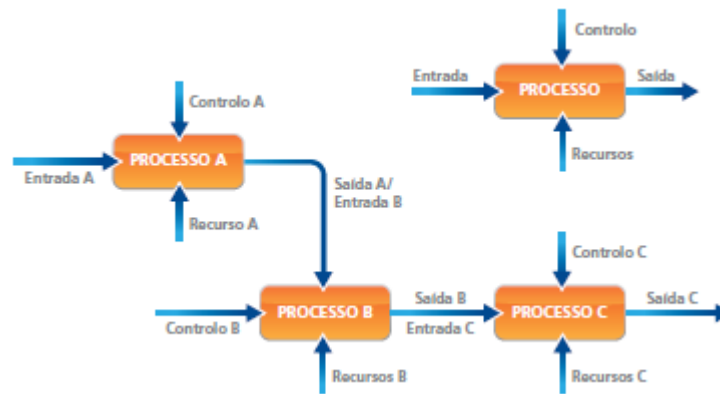 Controlo
Entrada
PROCESSO
Saída
Recursos
Controlo A
PROCESSO A
Entrada A
Recurso A
Saída A/
Entrada B
Controlo B
PROCESSO B
Recursos B
Saída B
Entrada C
Controlo C
PROCESSO C
Saída C
Recursos C